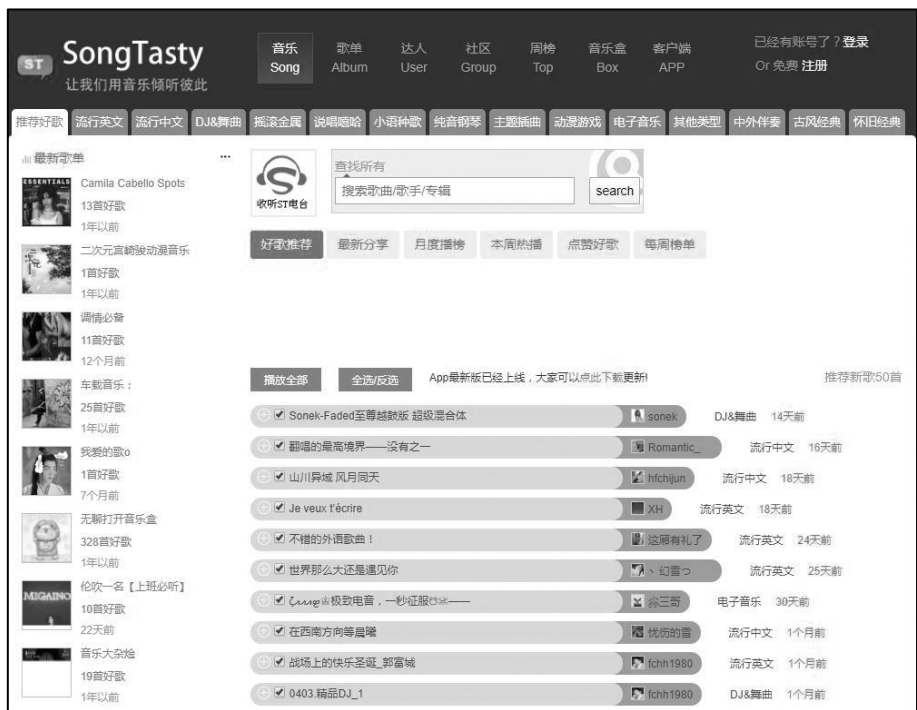 ST SongTasty
让我们用音乐倾听彼此
音乐 歌单 达人 社区 周榜 音乐盒 客户端
Song Album User Group Top Box APP
已经有账号了？登录
Or 免费 注册
推荐好歌 流行英文 流行中文 DJ&舞曲 摇滚金属 说唱嘻哈 小语种歌 纯音钢琴 主题插曲 动漫游戏 电子音乐 其他类型 中外伴奏 古风经典 怀旧经典
最新歌单 ...
ESSENTIALS
Camila Cabello Spots
13首好歌
1年以前
二次元宫崎骏动漫音乐
1首好歌
1年以前
调情必备
11首好歌
12个月前
车载音乐：
25首好歌
1年以前
我爱的歌o
1首好歌
7个月前
无聊打开音乐盒
328首好歌
1年以前
MIGAINO
伦吹一名【上班必听】
10首好歌
22天前
音乐大杂烩
19首好歌
1年以前
收听ST电台
查找所有
搜索歌曲/歌手/专辑 search
好歌推荐 最新分享 月度播榜 本周热播 点赞好歌 每周榜单
播放全部 全选/反选 App最新版已经上线，大家可以点此下载更新! 推荐新歌50首
Sonek-Faded至尊越鼓版 超级混合体 sonek DJ&舞曲 14天前
翻唱的最高境界——没有之一 Romantic_ 流行中文 16天前
山川异域 风月同天 hfchijun 流行中文 18天前
Je veux t'écrire XH 流行英文 18天前
不错的外语歌曲！ 这厢有礼了 流行英文 24天前
世界那么大还是遇见你 、幻雪つ 流行英文 25天前
极致电音，一秒征服 —— 三哥 电子音乐 30天前
在西南方向等晨曦 忧伤的雪 流行中文 1个月前
战场上的快乐圣诞_郭富城 fchh1980 流行英文 1个月前
0403.精品DJ_1 fchh1980 DJ&舞曲 1个月前